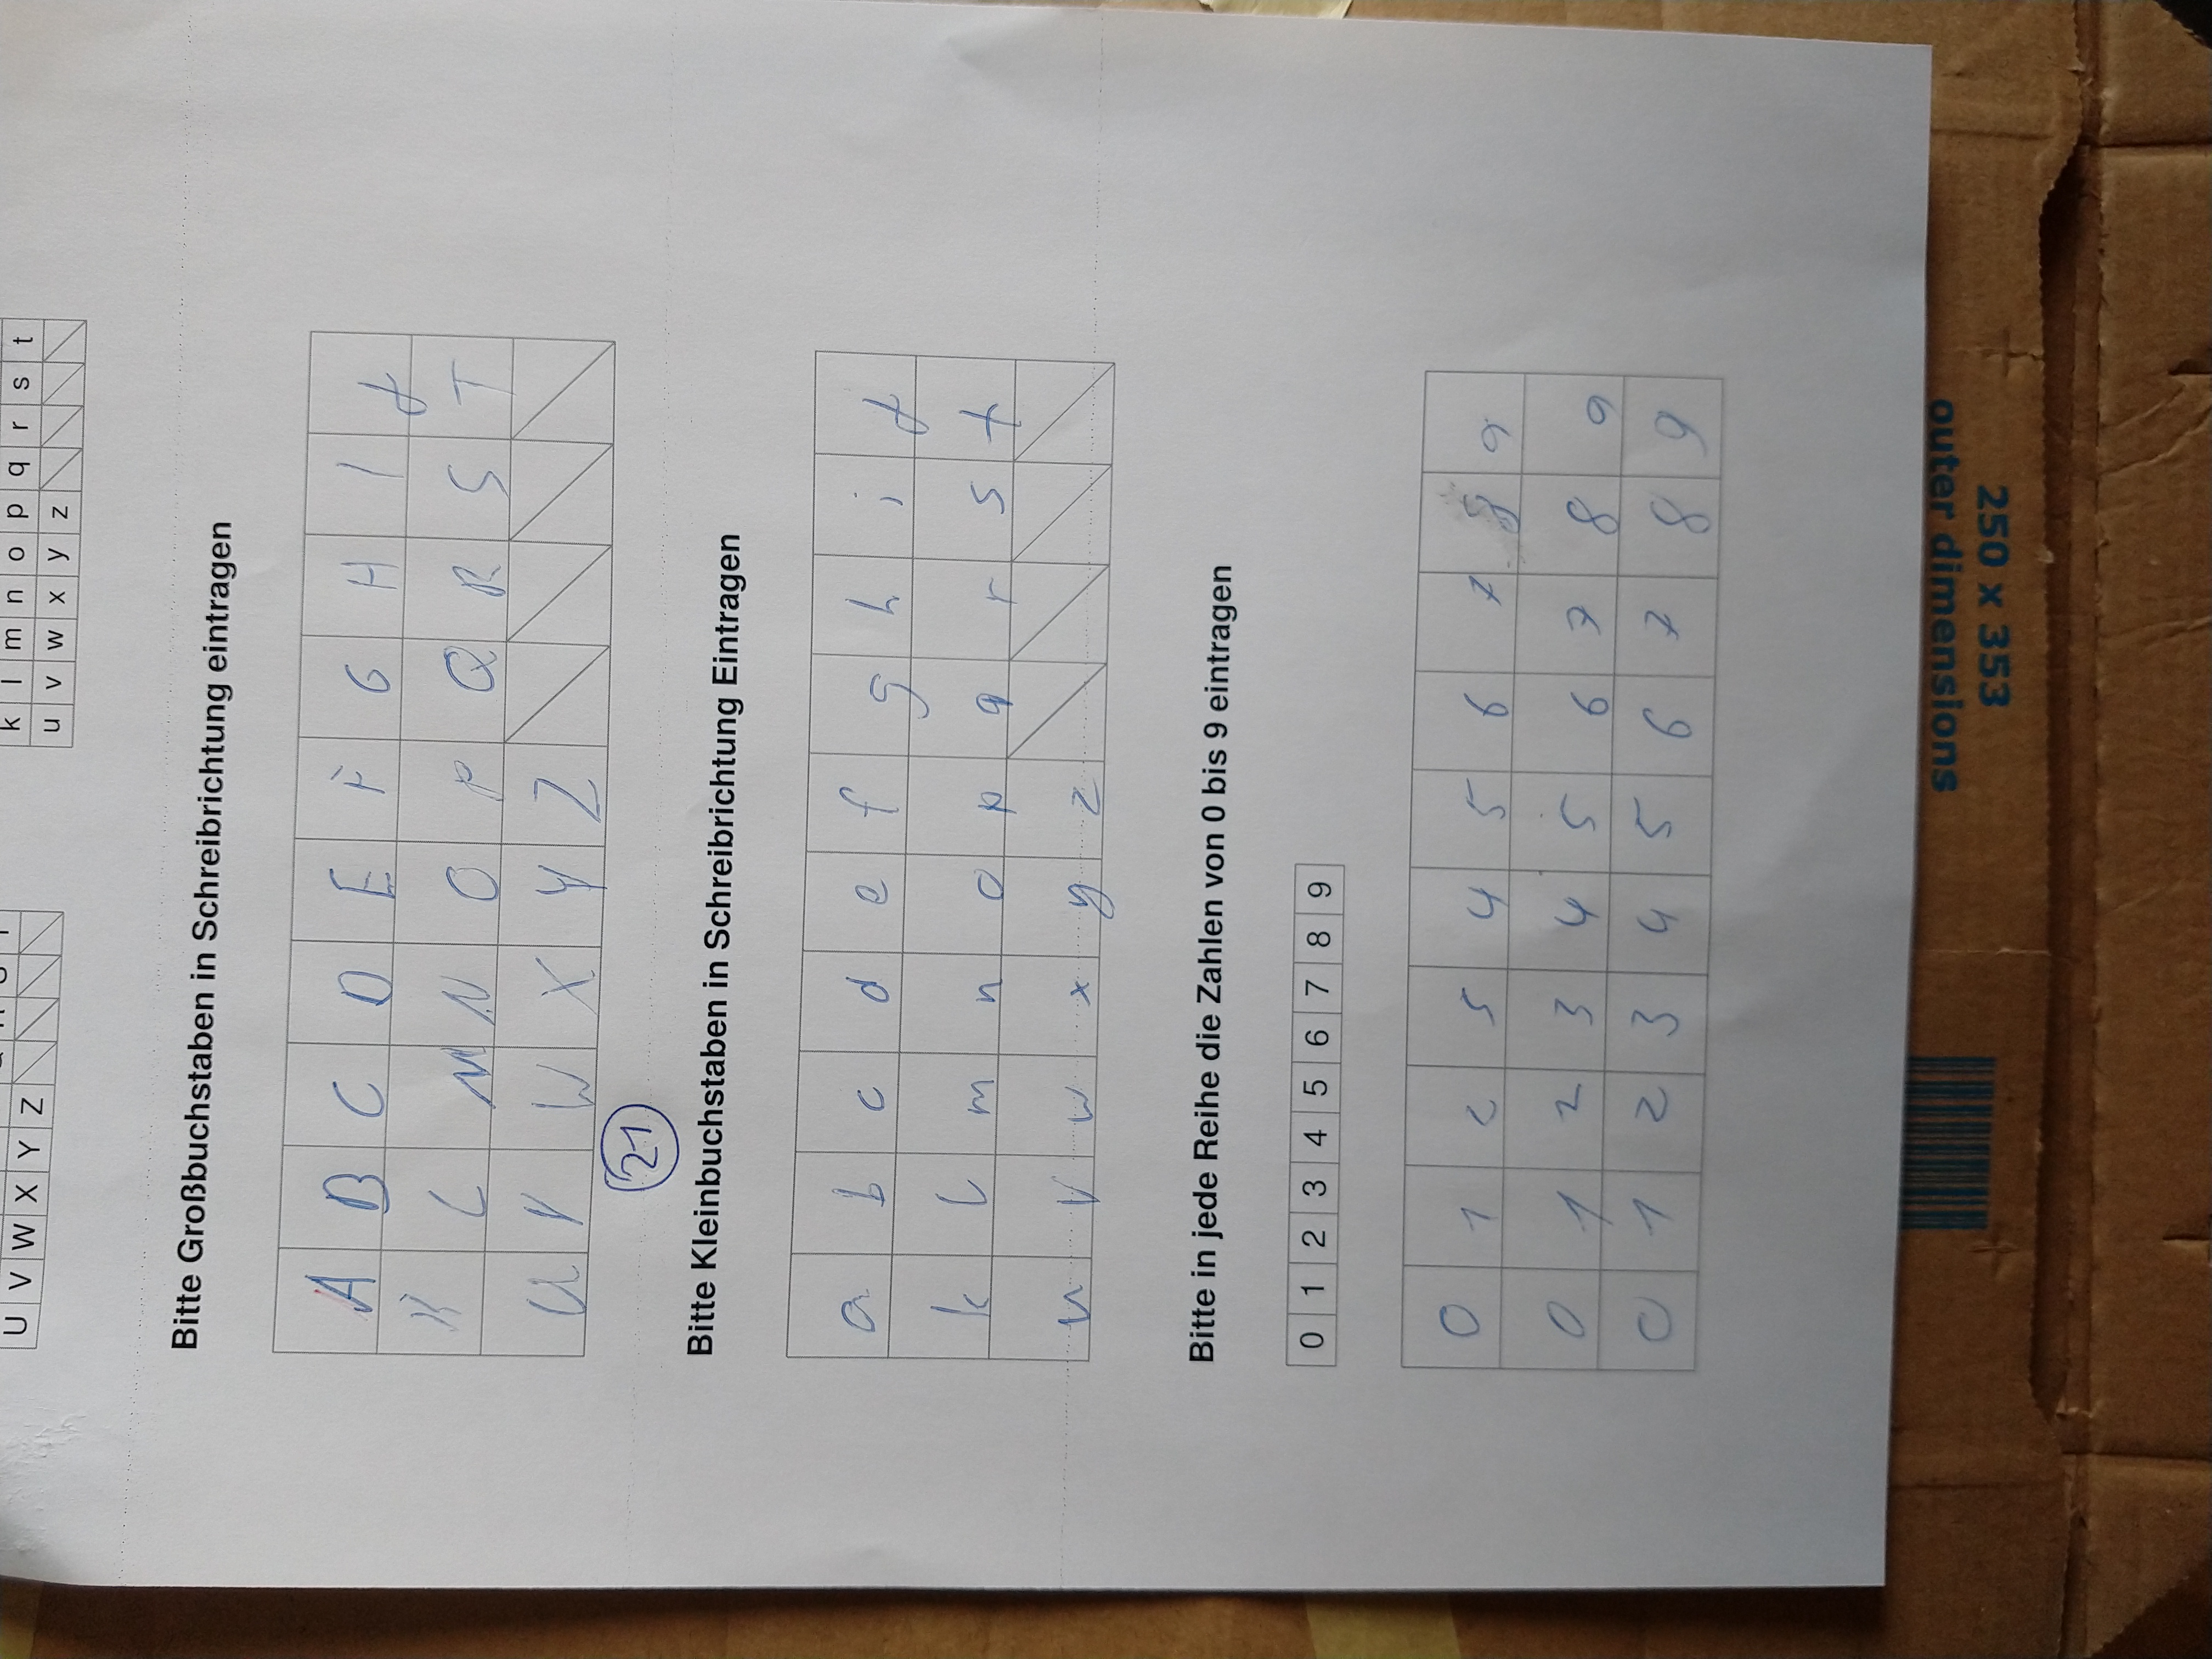 U V W X Y Z
k l m n o p q r s t
u v w x y z
Bitte Großbuchstaben in Schreibrichtung eintragen
A B C D E F G H I J
K L M N O P Q R S T
U V W X Y Z
21
Bitte Kleinbuchstaben in Schreibrichtung Eintragen
a b c d e f g h i j
k l m n o p q r s t
u v w x y z
Bitte in jede Reihe die Zahlen von 0 bis 9 eintragen
0 1 2 3 4 5 6 7 8 9
0 1 2 5 4 5 6 7 8 9
0 1 2 3 4 5 6 7 8 9
0 1 2 3 4 5 6 7 8 9
outer dimensions
250 x 353